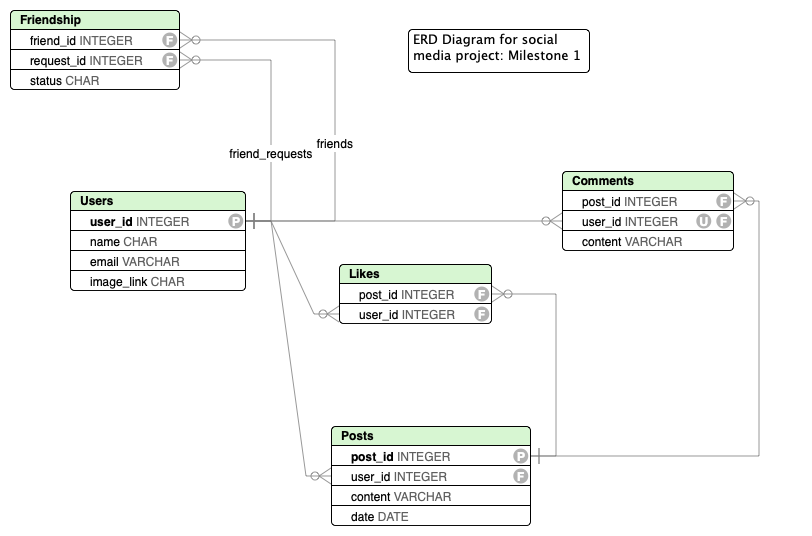 Friendship
friend_id INTEGER F
request_id INTEGER F
status CHAR
ERD Diagram for social
media project: Milestone 1
friends
friend_requests
Users
user_id INTEGER P
name CHAR
email VARCHAR
image_link CHAR
Comments
post_id INTEGER F
user_id INTEGER U F
content VARCHAR
Likes
post_id INTEGER F
user_id INTEGER F
Posts
post_id INTEGER P
user_id INTEGER F
content VARCHAR
date DATE